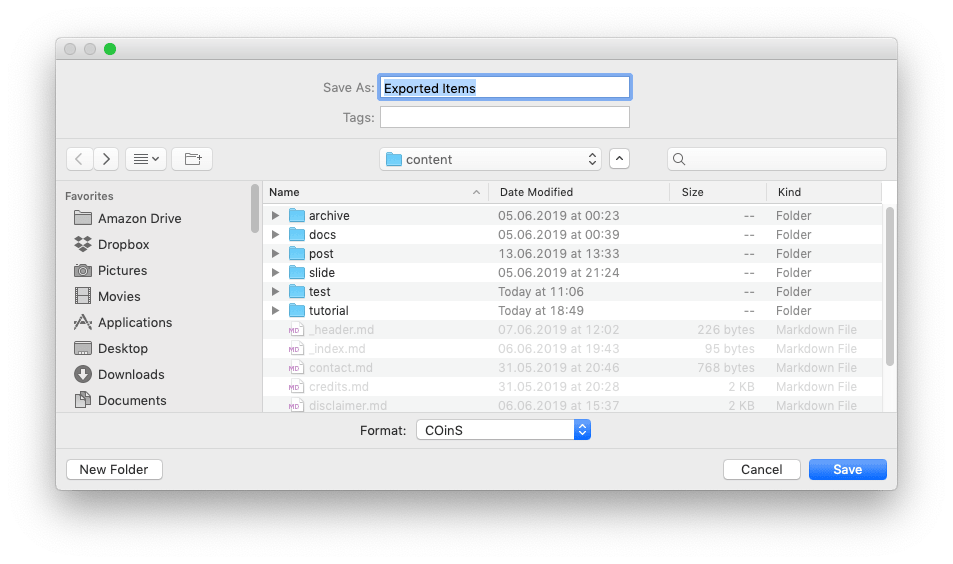 Save As: Exported Items
Tags:
content
Favorites
Amazon Drive
Dropbox
Pictures
Movies
Applications
Desktop
Downloads
Documents
Name Date Modified Size Kind
archive 05.06.2019 at 00:23 -- Folder
docs 05.06.2019 at 00:39 -- Folder
post 13.06.2019 at 13:33 -- Folder
slide 05.06.2019 at 21:24 -- Folder
test Today at 11:06 -- Folder
tutorial Today at 18:49 -- Folder
MD _header.md 07.06.2019 at 12:02 226 bytes Markdown File
MD _index.md 06.06.2019 at 19:43 95 bytes Markdown File
MD contact.md 31.05.2019 at 20:46 768 bytes Markdown File
MD credits.md 31.05.2019 at 20:28 2 KB Markdown File
MD disclaimer.md 06.06.2019 at 15:37 2 KB Markdown File
Format: COinS
New Folder Cancel Save